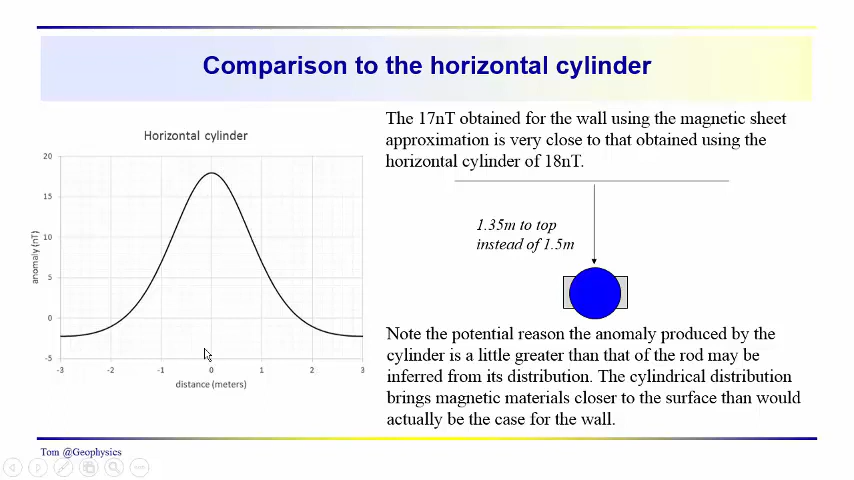 Comparison to the horizontal cylinder
The 17nT obtained for the wall using the magnetic sheet
approximation is very close to that obtained using the
horizontal cylinder of 18nT.
Horizontal cylinder
20
15
10
5
0
-5
anomaly (nT)
-3 -2 -1 0 1 2 3
distance (meters)
1.35m to top
instead of 1.5m
Note the potential reason the anomaly produced by the
cylinder is a little greater than that of the rod may be
inferred from its distribution. The cylindrical distribution
brings magnetic materials closer to the surface than would
actually be the case for the wall.
Tom @Geophysics